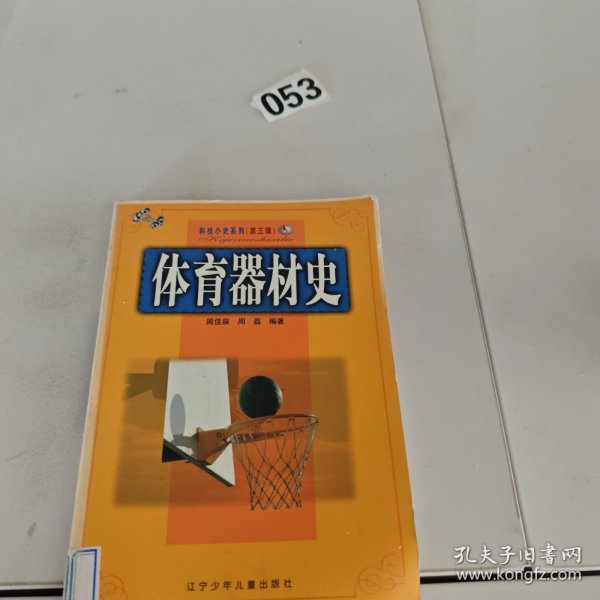 053
科技小史系列(第三辑)
Kejixiaoshixilie
体育器材史
周佳泉 周磊 编著
辽宁少年儿童出版社
孔夫子旧书网
www.kongfz.com